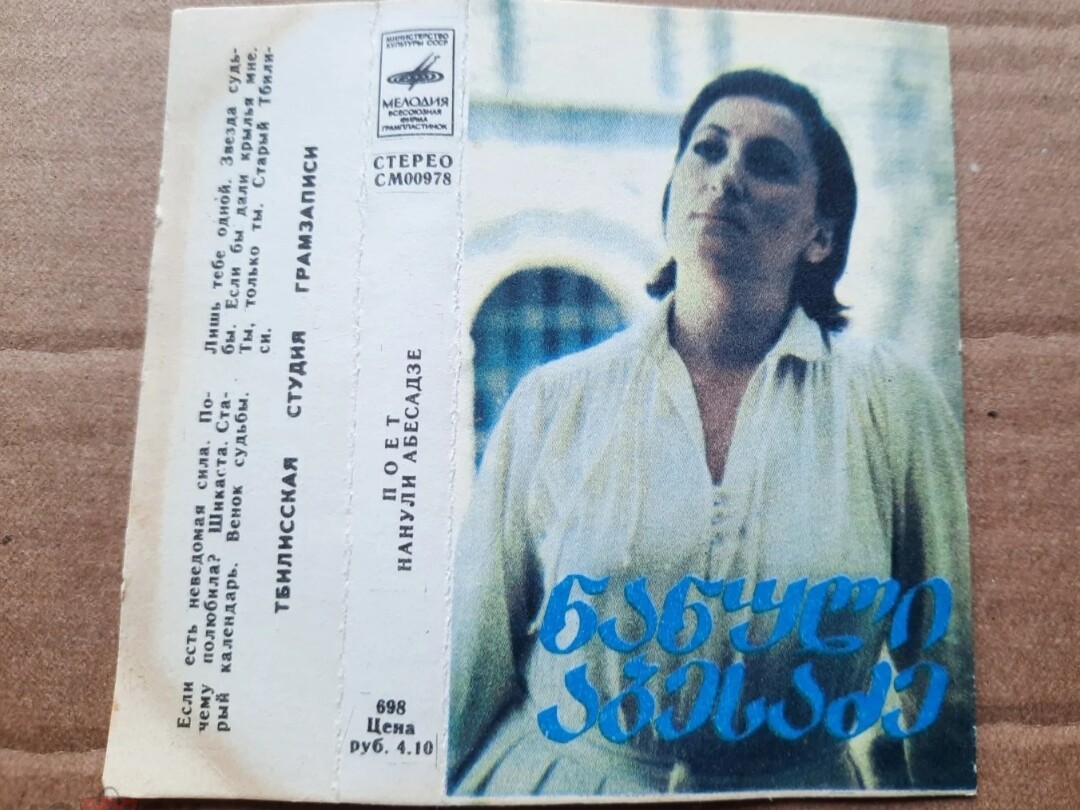 Если есть неведомая сила. По-
чему полюбила? Шикаста. Ста-
рый календарь. Венок судьбы.
Лишь тебе одной. Звезда судь-
бы. Если бы дали крылья мне.
Ты, только ты. Старый Тбили-
си.
ТБИЛИССКАЯ СТУДИЯ ГРАМЗАПИСИ
МИНИСТЕРСТВО
КУЛЬТУРЫ СССР
МЕЛОДИЯ
ВСЕСОЮЗНАЯ
ФИРМА
ГРАМПЛАСТИНОК
СТЕРЕО
СМ00978
ПОЕТ
НАНУЛИ АБЕСАДЗЕ
698
Цена
руб. 4.10
ნანული
აბესაძე